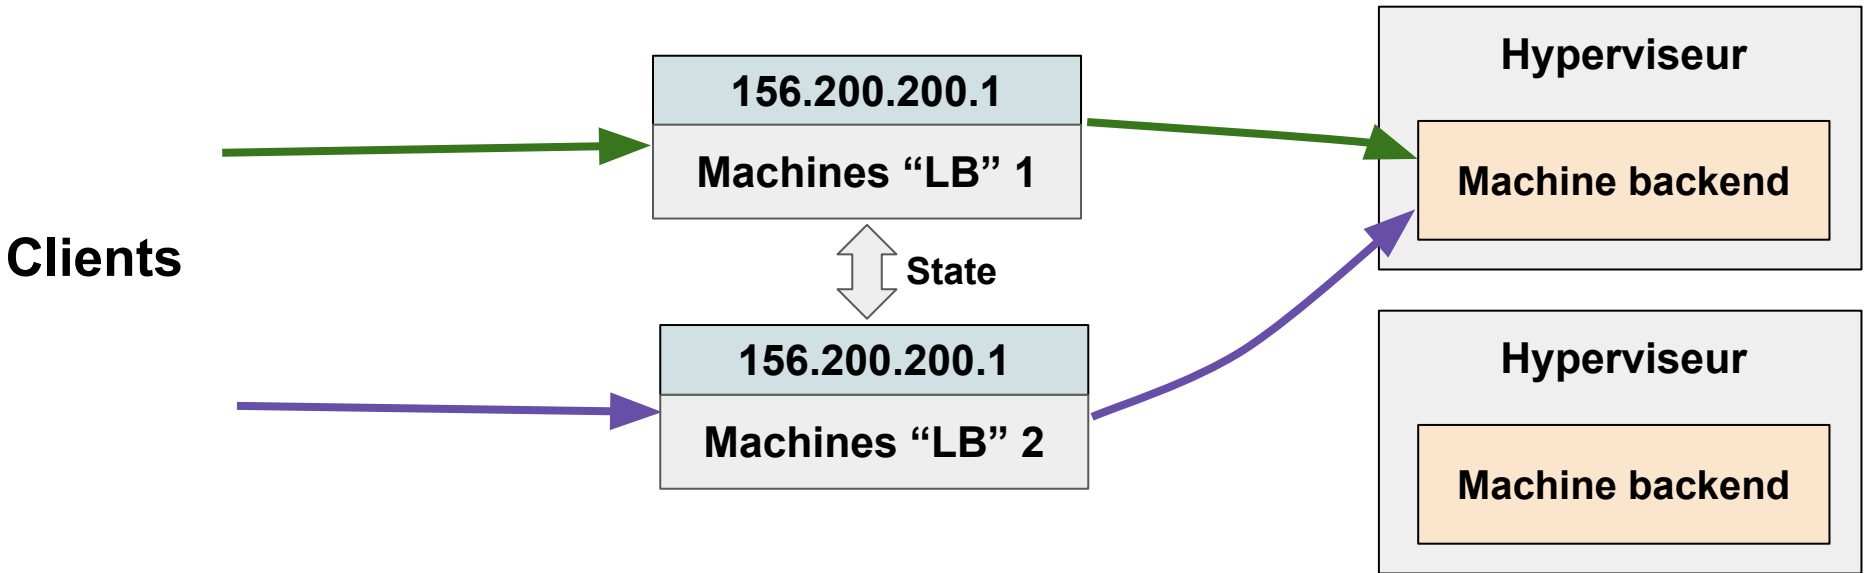 Clients
156.200.200.1
Machines “LB” 1
State
156.200.200.1
Machines “LB” 2
Hyperviseur
Machine backend
Hyperviseur
Machine backend